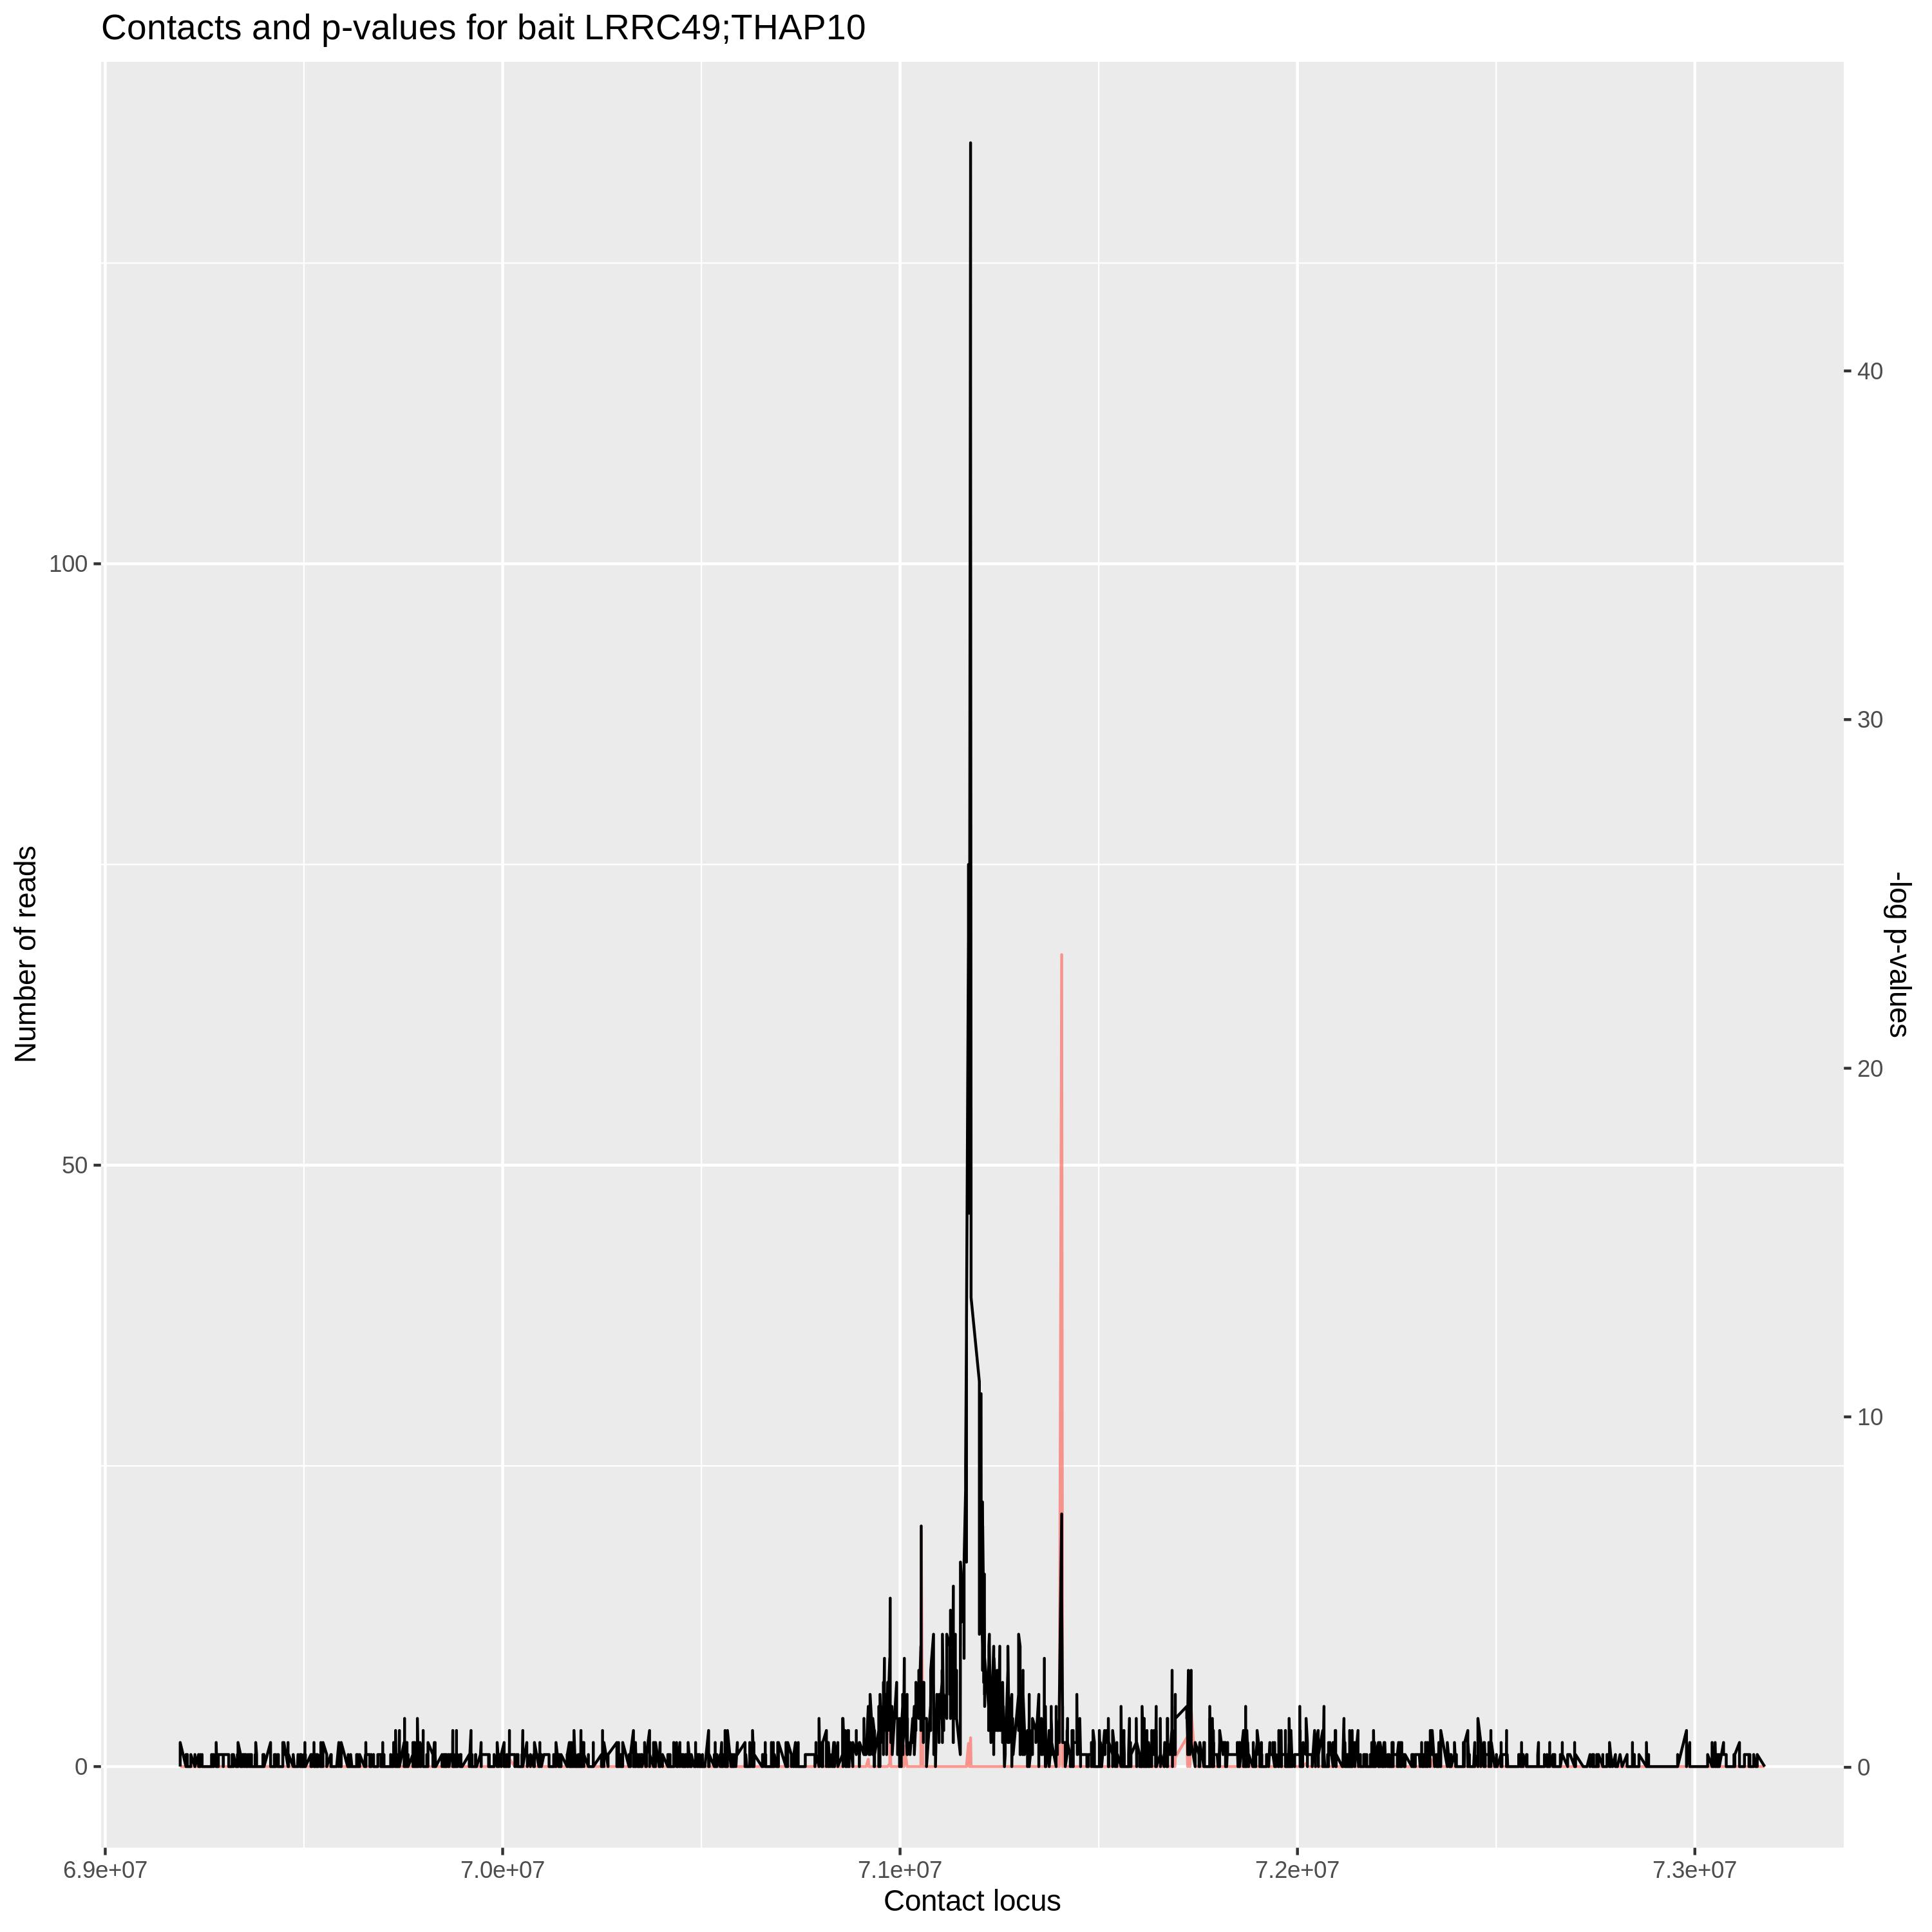 Contacts and p-values for bait LRRC49;THAP10
100
50
0
Number of reads
40
30
20
10
0
-log p-values
6.9e+07
7.0e+07
7.1e+07
7.2e+07
7.3e+07
Contact locus